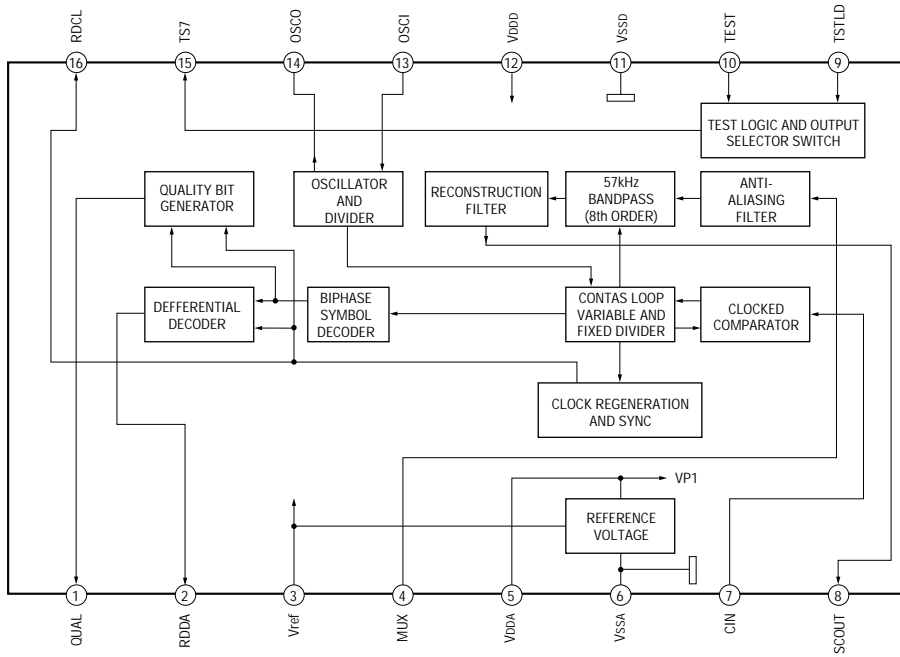 RDCL
TS7
OSCO
OSCI
VDDD
VSSD
TEST
TSTLD
16
15
14
13
12
11
10
9
TEST LOGIC AND OUTPUT
SELECTOR SWITCH
QUALITY BIT
GENERATOR
OSCILLATOR
AND
DIVIDER
RECONSTRUCTION
FILTER
57kHz
BANDPASS
(8th ORDER)
ANTI-
ALIASING
FILTER
DEFFERENTIAL
DECODER
BIPHASE
SYMBOL
DECODER
CONTAS LOOP
VARIABLE AND
FIXED DIVIDER
CLOCKED
COMPARATOR
CLOCK REGENERATION
AND SYNC
VP1
REFERENCE
VOLTAGE
1
2
3
4
5
6
7
8
QUAL
RDDA
Vref
MUX
VDDA
VSSA
CIN
SCOUT